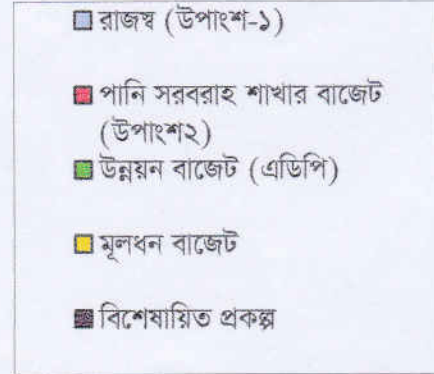 রাজস্ব (উপাংশ-১)
পানি সরবরাহ শাখার বাজেট
(উপাংশ২)
উন্নয়ন বাজেট (এডিপি)
মূলধন বাজেট
বিশেষায়িত প্রকল্প